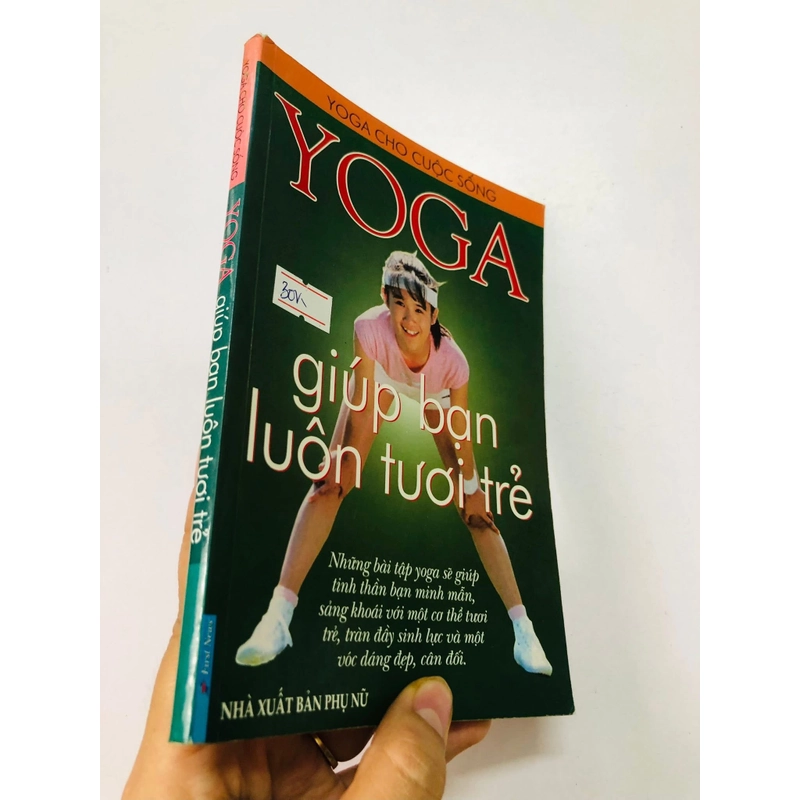 YOGA CHO CUỘC SỐNG
YOGA
30K
giúp bạn
luôn tươi trẻ
Những bài tập yoga sẽ giúp
tinh thần bạn minh mẫn,
sảng khoái với một cơ thể tươi
trẻ, tràn đầy sinh lực và một
vóc dáng đẹp, cân đối.
NHÀ XUẤT BẢN PHỤ NỮ
YOGA CHO CUỘC SỐNG YOGA giúp bạn luôn tươi trẻ First News